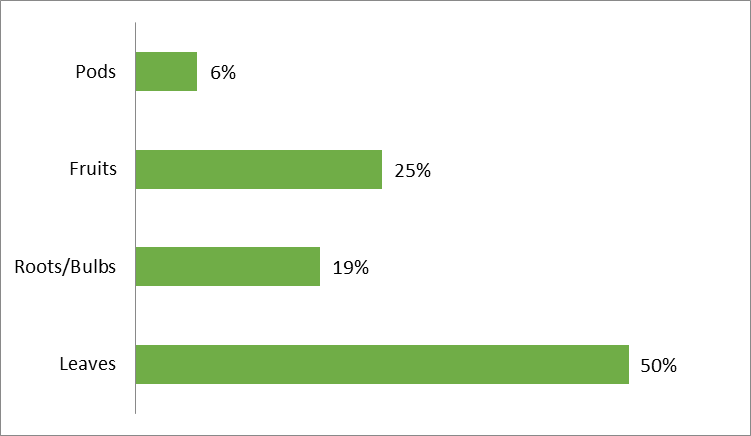 Pods 6%
Fruits 25%
Roots/Bulbs 19%
Leaves 50%